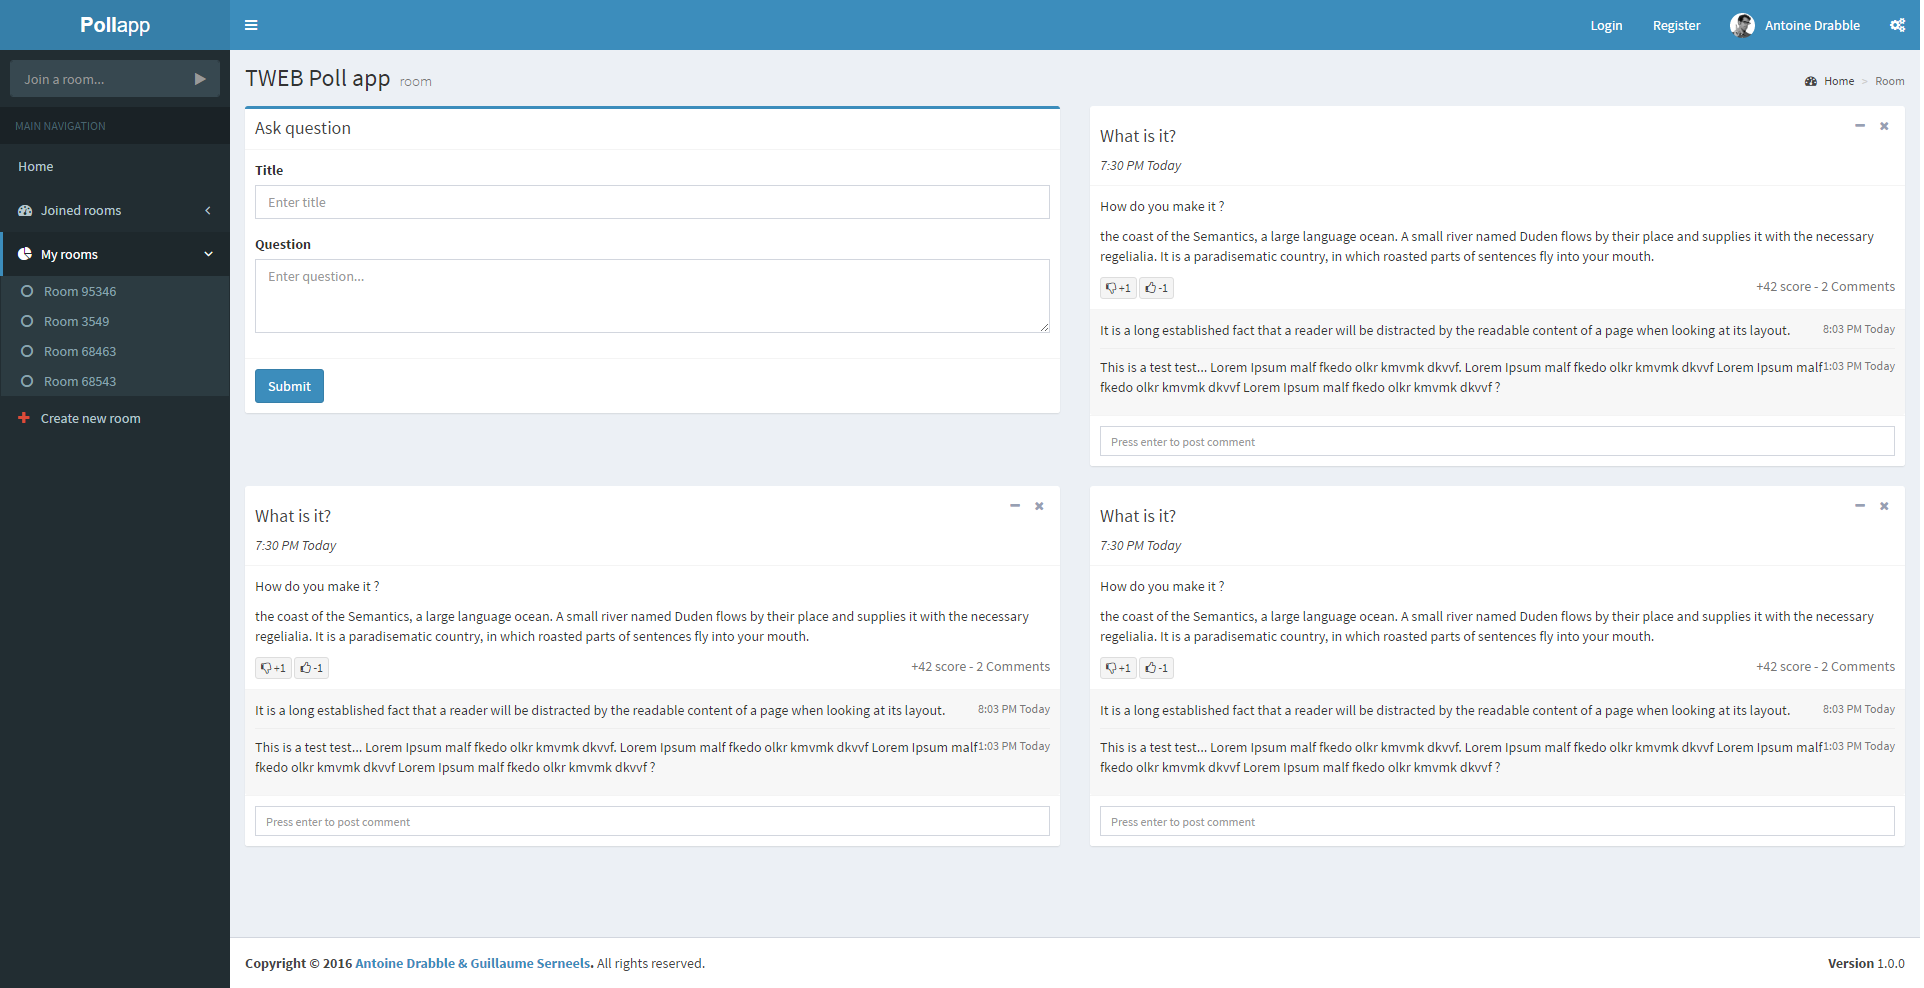 Pollapp
Login
Register
Antoine Drabble
Join a room...
MAIN NAVIGATION
Home
Joined rooms
My rooms
Room 95346
Room 3549
Room 68463
Room 68543
Create new room
TWEB Poll app room
Home > Room
Ask question
Title
Enter title
Question
Enter question...
Submit
What is it?
7:30 PM Today
How do you make it ?
the coast of the Semantics, a large language ocean. A small river named Duden flows by their place and supplies it with the necessary
regelialia. It is a paradisematic country, in which roasted parts of sentences fly into your mouth.
+1 -1 +42 score - 2 Comments
It is a long established fact that a reader will be distracted by the readable content of a page when looking at its layout. 8:03 PM Today
This is a test test... Lorem Ipsum malf fkedo olkr kmvmk dkvvf. Lorem Ipsum malf fkedo olkr kmvmk dkvvf Lorem Ipsum malf 1:03 PM Today
fkedo olkr kmvmk dkvvf Lorem Ipsum malf fkedo olkr kmvmk dkvvf ?
Press enter to post comment
What is it?
7:30 PM Today
How do you make it ?
the coast of the Semantics, a large language ocean. A small river named Duden flows by their place and supplies it with the necessary
regelialia. It is a paradisematic country, in which roasted parts of sentences fly into your mouth.
+1 -1 +42 score - 2 Comments
It is a long established fact that a reader will be distracted by the readable content of a page when looking at its layout. 8:03 PM Today
This is a test test... Lorem Ipsum malf fkedo olkr kmvmk dkvvf. Lorem Ipsum malf fkedo olkr kmvmk dkvvf Lorem Ipsum malf 1:03 PM Today
fkedo olkr kmvmk dkvvf Lorem Ipsum malf fkedo olkr kmvmk dkvvf ?
Press enter to post comment
What is it?
7:30 PM Today
How do you make it ?
the coast of the Semantics, a large language ocean. A small river named Duden flows by their place and supplies it with the necessary
regelialia. It is a paradisematic country, in which roasted parts of sentences fly into your mouth.
+1 -1 +42 score - 2 Comments
It is a long established fact that a reader will be distracted by the readable content of a page when looking at its layout. 8:03 PM Today
This is a test test... Lorem Ipsum malf fkedo olkr kmvmk dkvvf. Lorem Ipsum malf fkedo olkr kmvmk dkvvf Lorem Ipsum malf 1:03 PM Today
fkedo olkr kmvmk dkvvf Lorem Ipsum malf fkedo olkr kmvmk dkvvf ?
Press enter to post comment
Copyright © 2016 Antoine Drabble & Guillaume Serneels. All rights reserved.
Version 1.0.0